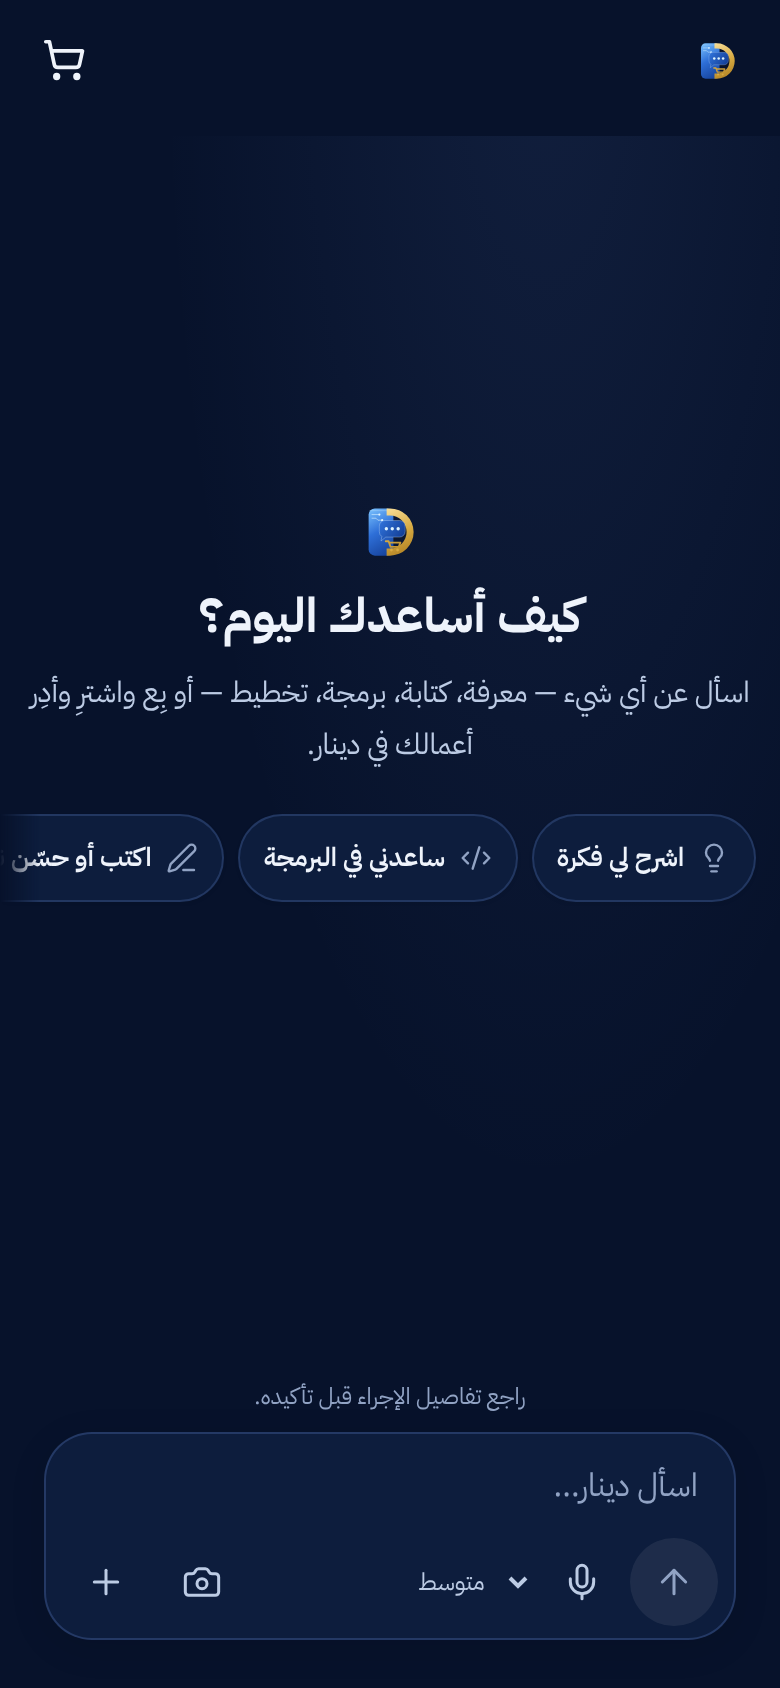 كيف أساعدك اليوم؟
اسأل عن أي شيء — معرفة، كتابة، برمجة، تخطيط — أو بِع واشترِ وأدِر
أعمالك في دينار.
اشرح لي فكرة
ساعدني في البرمجة
اكتب أو حسّن
راجع تفاصيل الإجراء قبل تأكيده.
اسأل دينار...
متوسط